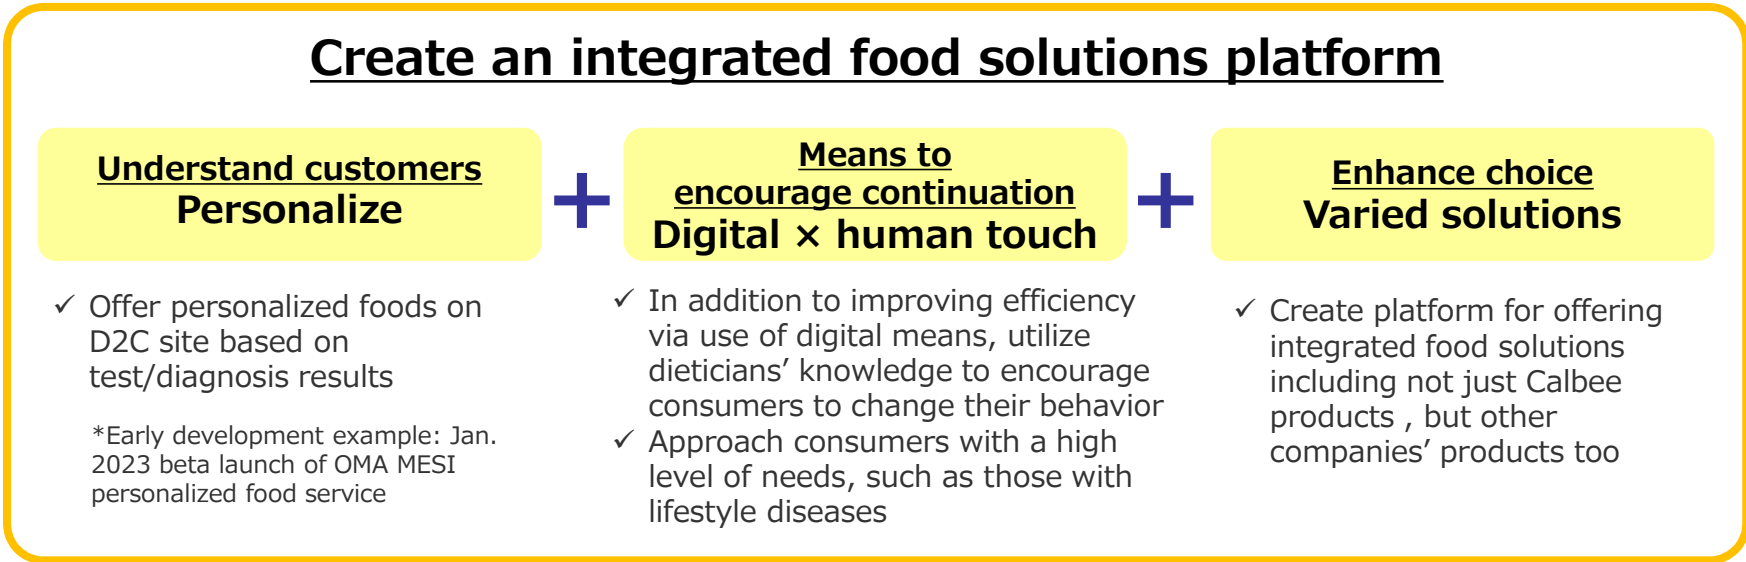 Create an integrated food solutions platform
Understand customers
Personalize
+
Means to
encourage continuation
Digital × human touch
+
Enhance choice
Varied solutions
✓ Offer personalized foods on
D2C site based on
test/diagnosis results
*Early development example: Jan.
2023 beta launch of OMA MESI
personalized food service
✓ In addition to improving efficiency
via use of digital means, utilize
dieticians’ knowledge to encourage
consumers to change their behavior
✓ Approach consumers with a high
level of needs, such as those with
lifestyle diseases
✓ Create platform for offering
integrated food solutions
including not just Calbee
products , but other
companies’ products too